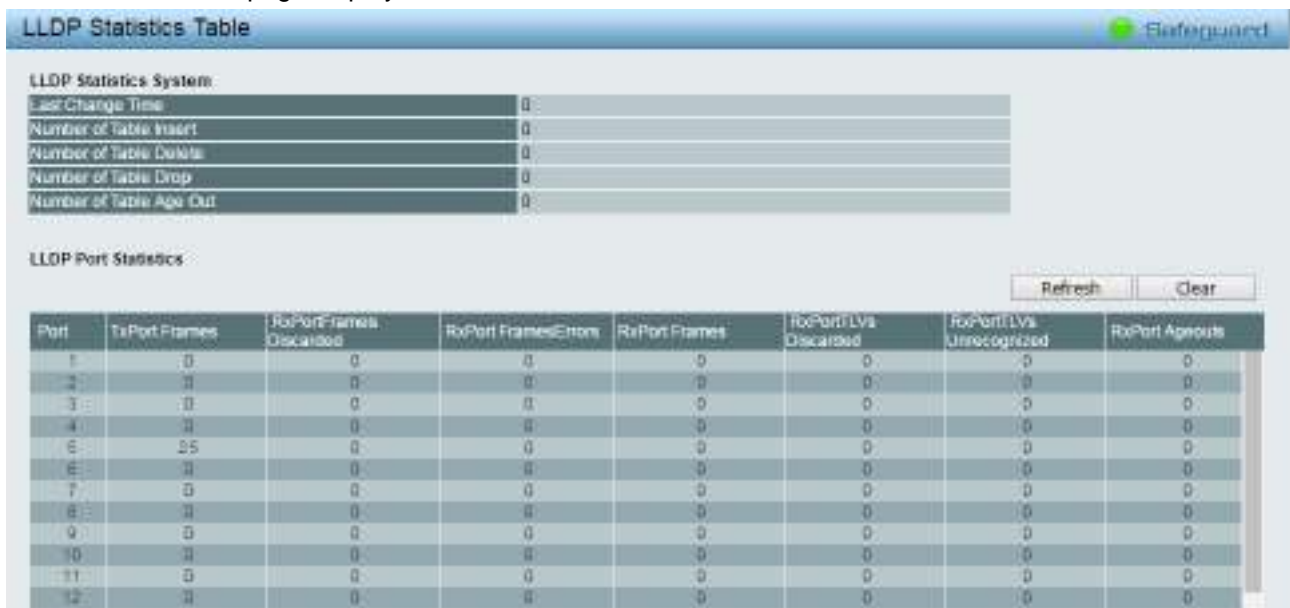 LLDP Statistics Table Safeguard
LLDP Statistics System
Last Change Time 0
Number of Table Insert 0
Number of Table Delete 0
Number of Table Drop 0
Number of Table Age Out 0
LLDP Port Statistics
Refresh Clear
Port TxPort Frames RxPortFrames Discarded RxPort FramesErrors RxPort Frames RxPortTLVs Discarded RxPortTLVs Unrecognized RxPort Ageouts
1 0 0 0 0 0 0 0
2 0 0 0 0 0 0 0
3 0 0 0 0 0 0 0
4 0 0 0 0 0 0 0
5 25 0 0 0 0 0 0
6 0 0 0 0 0 0 0
7 0 0 0 0 0 0 0
8 0 0 0 0 0 0 0
9 0 0 0 0 0 0 0
10 0 0 0 0 0 0 0
11 0 0 0 0 0 0 0
12 0 0 0 0 0 0 0